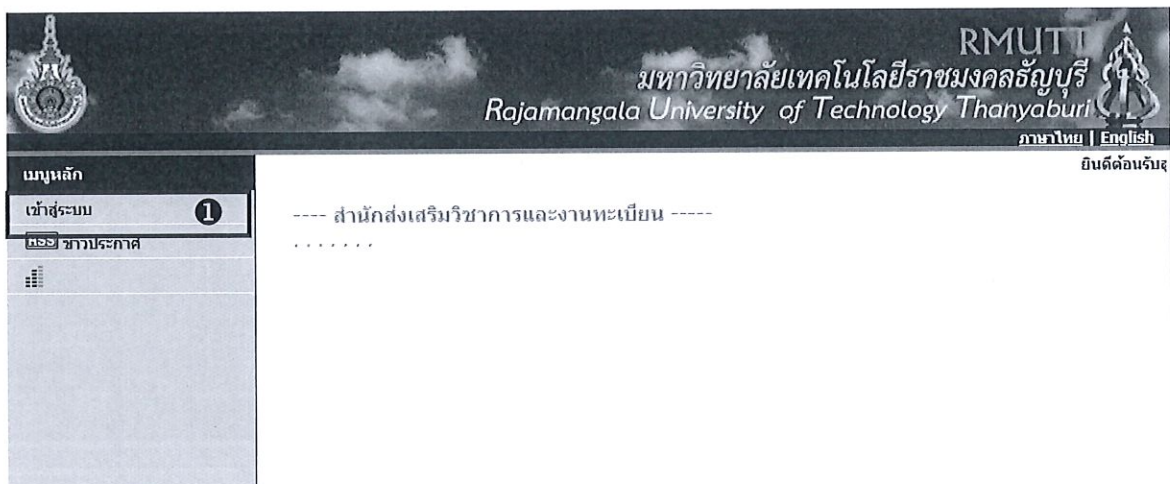 RMUTT
มหาวิทยาลัยเทคโนโลยีราชมงคลธัญบุรี
Rajamangala University of Technology Thanyaburi
ภาษาไทย | English
เมนูหลัก
ยินดีต้อนรับ
เข้าสู่ระบบ 1
---- สำนักส่งเสริมวิชาการและงานทะเบียน -----
RSS ข่าวประกาศ
. . . . . . .